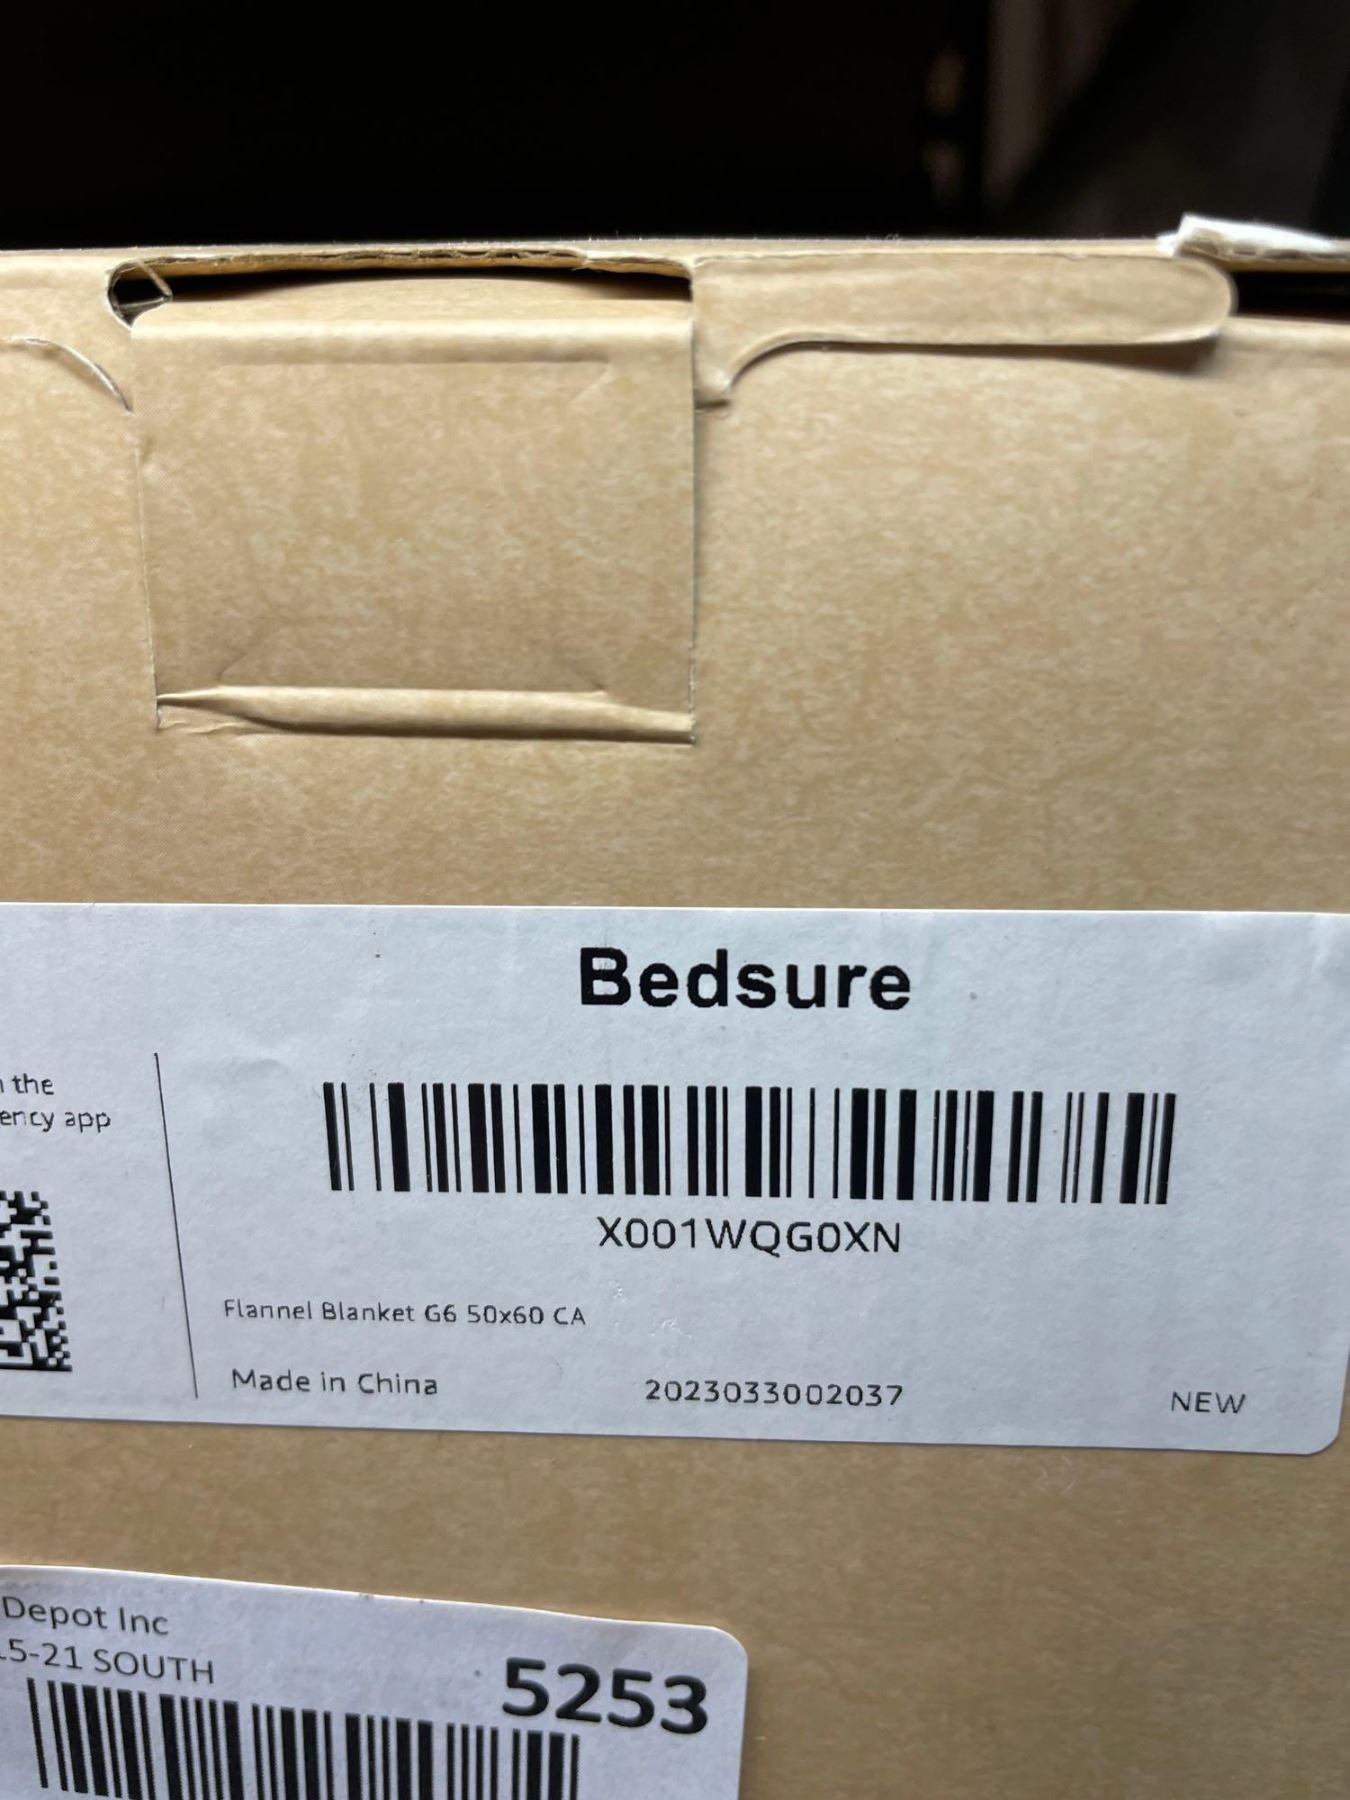 Bedsure
the
app
X001WQG0XN
Flannel Blanket G6 50x60 CA
Made in China
2023033002037
NEW
Depot Inc
5-21 SOUTH
5253